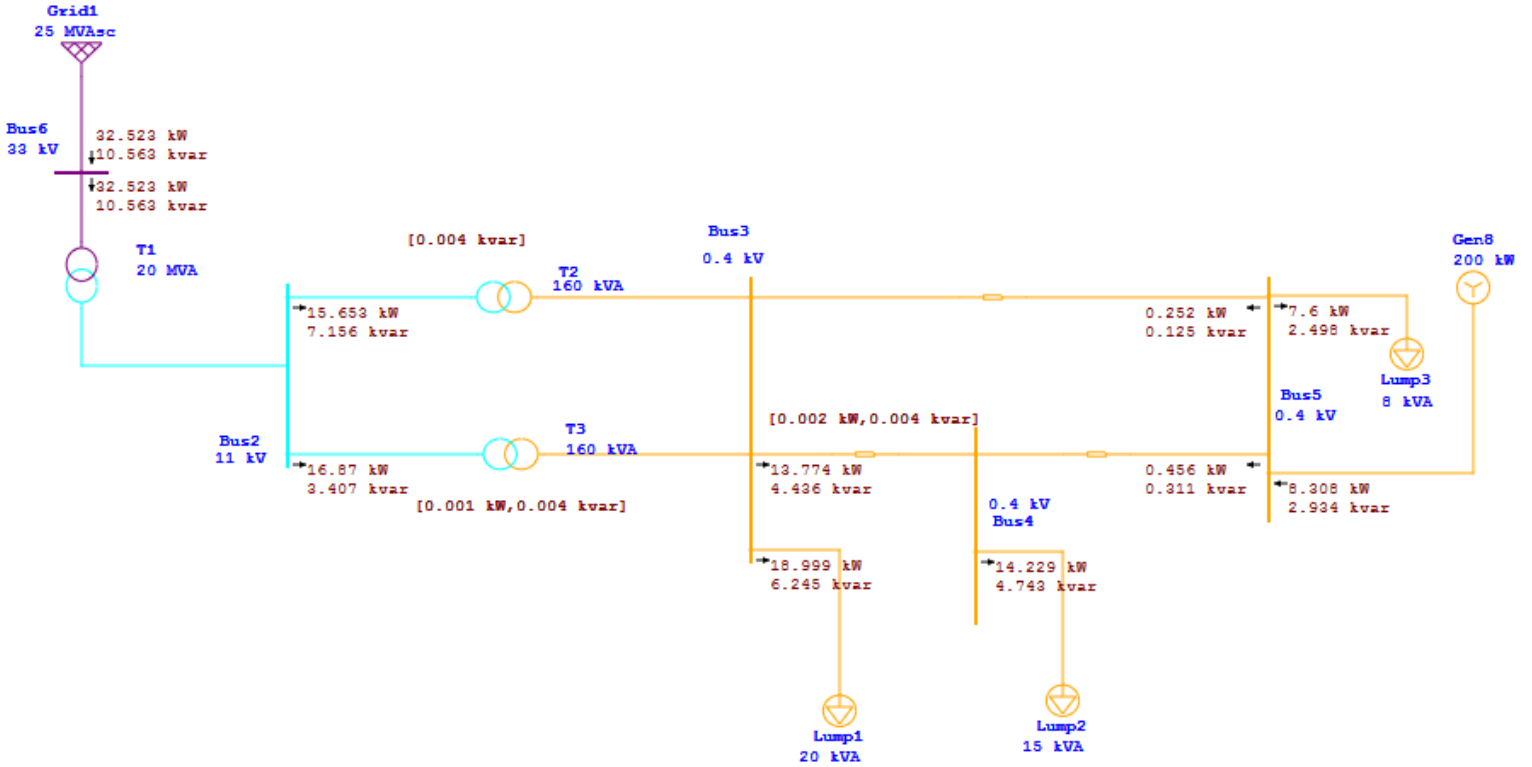 Grid1
25 MVAsc
Bus6
33 kV
32.523 kW
10.563 kvar
32.523 kW
10.563 kvar
T1
20 MVA
[0.004 kvar]
T2
160 kVA
Bus3
0.4 kV
Gen8
200 kW
15.653 kW
7.156 kvar
0.252 kW
0.125 kvar
7.6 kW
2.498 kvar
Lump3
8 kVA
Bus5
0.4 kV
Bus2
11 kV
T3
160 kVA
[0.002 kW,0.004 kvar]
16.87 kW
3.407 kvar
[0.001 kW,0.004 kvar]
13.774 kW
4.436 kvar
0.456 kW
0.311 kvar
8.308 kW
2.934 kvar
0.4 kV
Bus4
18.999 kW
6.245 kvar
14.229 kW
4.743 kvar
Lump1
20 kVA
Lump2
15 kVA